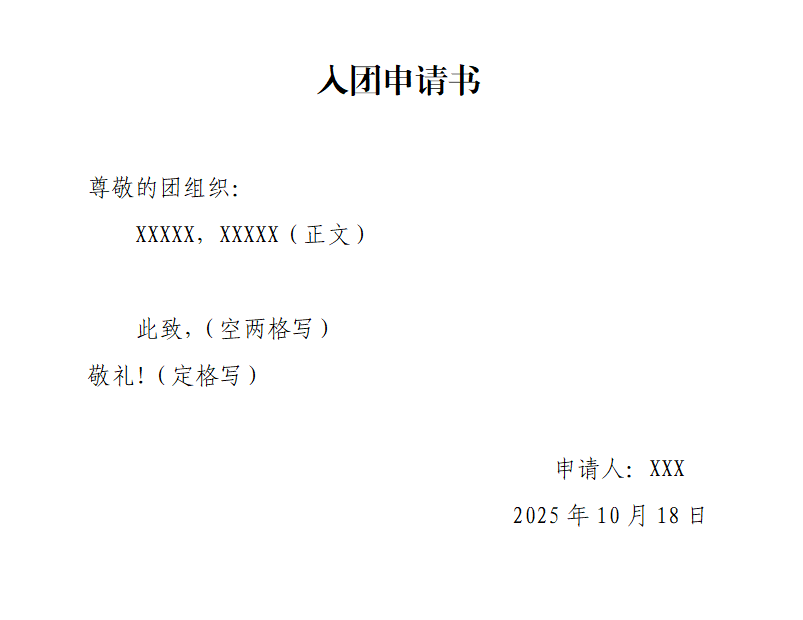 入团申请书
尊敬的团组织：
XXXXX，XXXXX（正文）
此致，（空两格写）
敬礼！（定格写）
申请人：XXX
2025 年 10 月 18 日